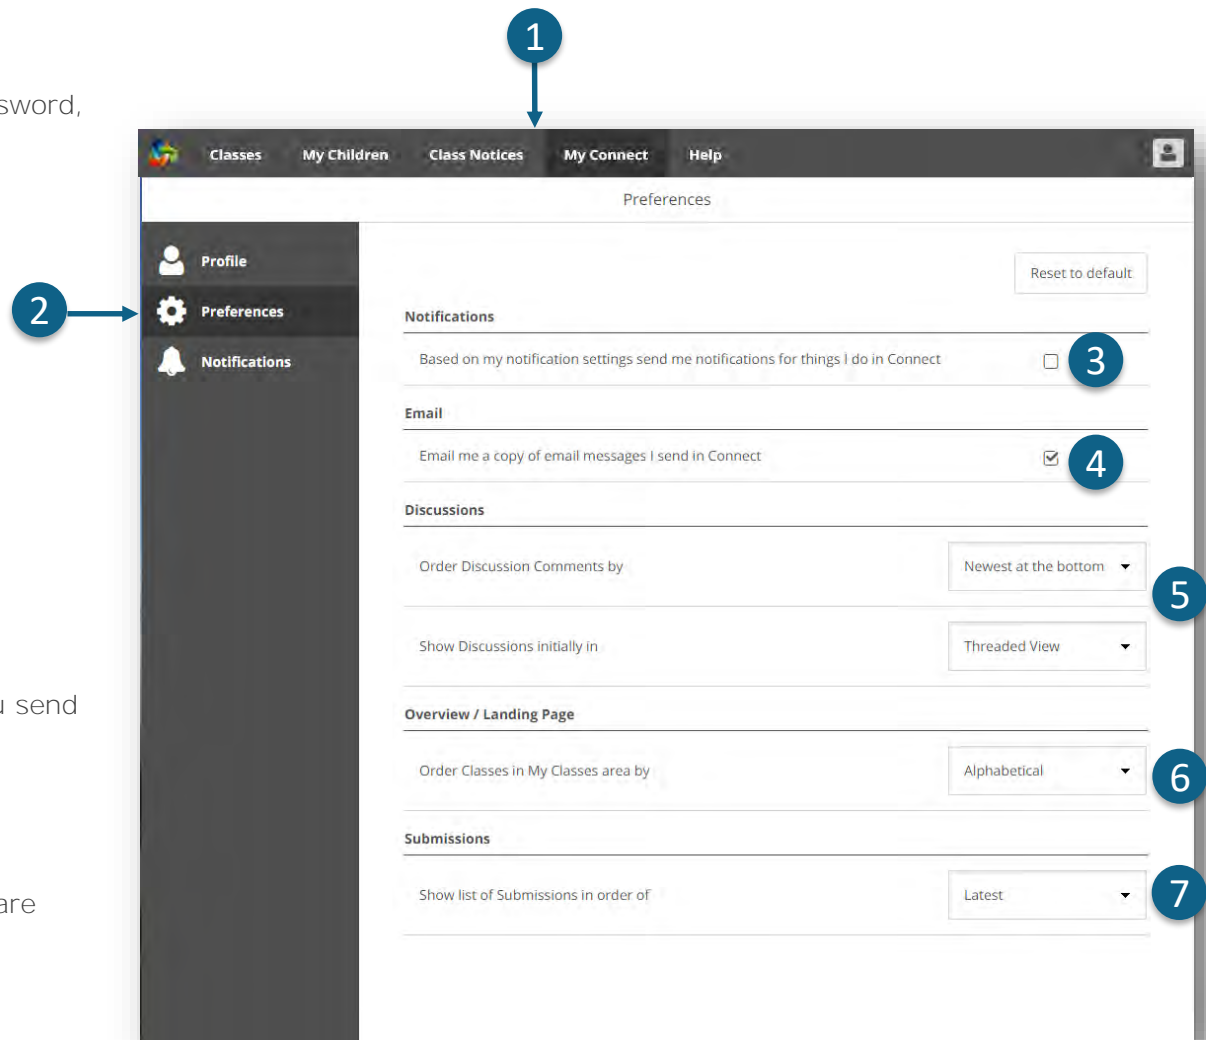 1
sword,
Classes My Children Class Notices My Connect Help
Preferences
Profile
Reset to default
2
Preferences
Notifications
Notifications
Based on my notification settings send me notifications for things I do in Connect
3
Email
Email me a copy of email messages I send in Connect
4
Discussions
Order Discussion Comments by
Newest at the bottom
5
Show Discussions initially in
Threaded View
u send
Overview / Landing Page
Order Classes in My Classes area by
Alphabetical
6
Submissions
Show list of Submissions in order of
Latest
7
are